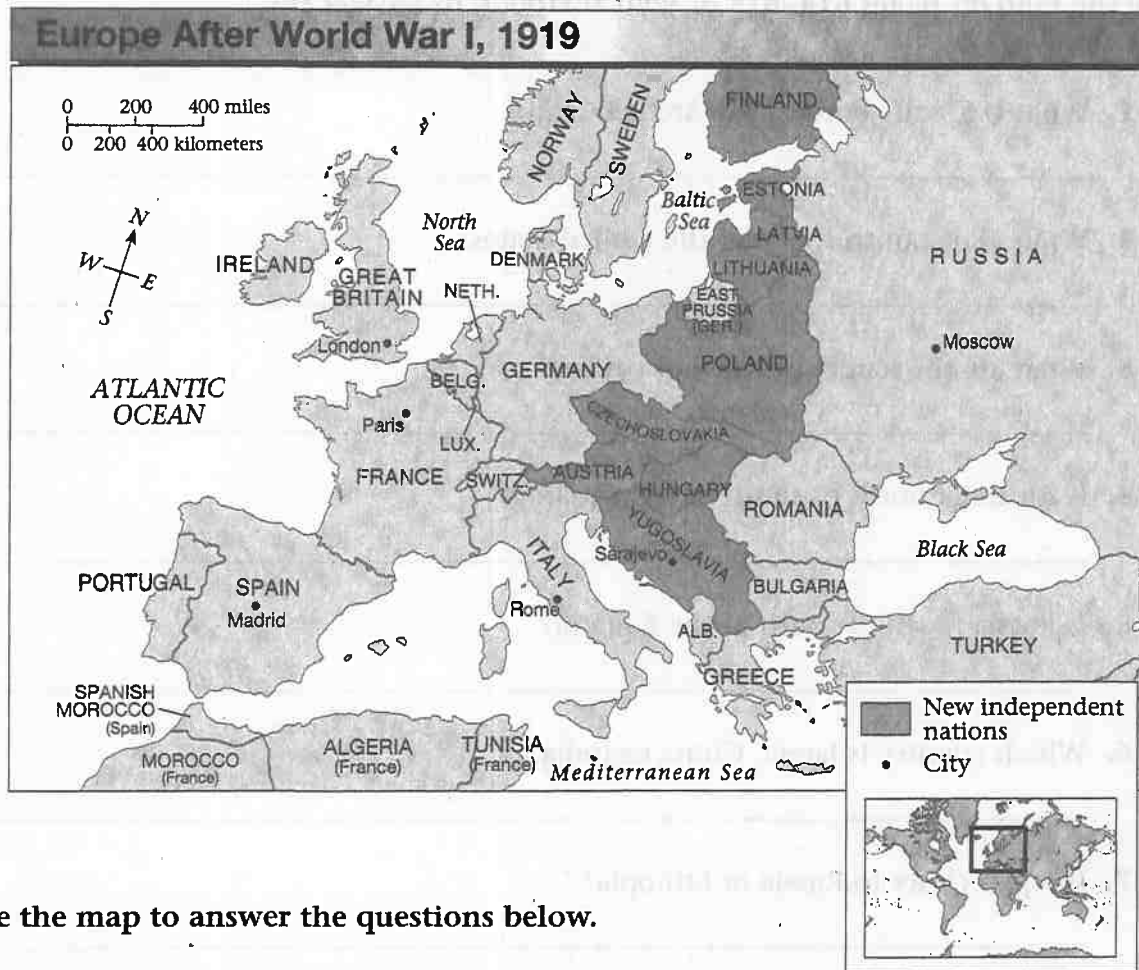 Europe After World War I, 1919
0 200 400 miles
0 200 400 kilometers
N
W
E
S
NORWAY
SWEDEN
FINLAND
North
Sea
Baltic
Sea
ESTONIA
LATVIA
LITHUANIA
RUSSIA
IRELAND
GREAT
BRITAIN
DENMARK
NETH.
EAST
PRUSSIA
(GER.)
London
Moscow
ATLANTIC
OCEAN
BELG.
GERMANY
POLAND
Paris
LUX.
CZECHOSLOVAKIA
FRANCE
SWITZ.
AUSTRIA
HUNGARY
ROMANIA
YUGOSLAVIA
Sarajevo
ITALY
Black Sea
PORTUGAL
SPAIN
Madrid
Rome
BULGARIA
ALB.
TURKEY
GREECE
SPANISH
MOROCCO
(Spain)
MOROCCO
(France)
ALGERIA
(France)
TUNISIA
(France)
Mediterranean Sea
New independent
nations
City
e the map to answer the questions below.